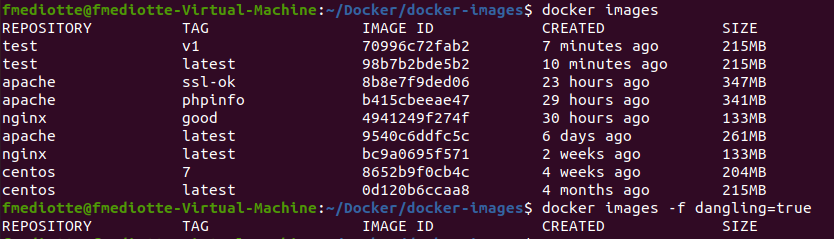 fmediotte@fmediotte-Virtual-Machine:~/Docker/docker-images$ docker images
REPOSITORY TAG IMAGE ID CREATED SIZE
test v1 70996c72fab2 7 minutes ago 215MB
test latest 98b7b2bde5b2 10 minutes ago 215MB
apache ssl-ok 8b8e7f9ded06 23 hours ago 347MB
apache phpinfo b415cbeeae47 29 hours ago 341MB
nginx good 4941249f274f 30 hours ago 133MB
apache latest 9540c6ddfc5c 6 days ago 261MB
nginx latest bc9a0695f571 2 weeks ago 133MB
centos 7 8652b9f0cb4c 4 weeks ago 204MB
centos latest 0d120b6ccaa8 4 months ago 215MB
fmediotte@fmediotte-Virtual-Machine:~/Docker/docker-images$ docker images -f dangling=true
REPOSITORY TAG IMAGE ID CREATED SIZE